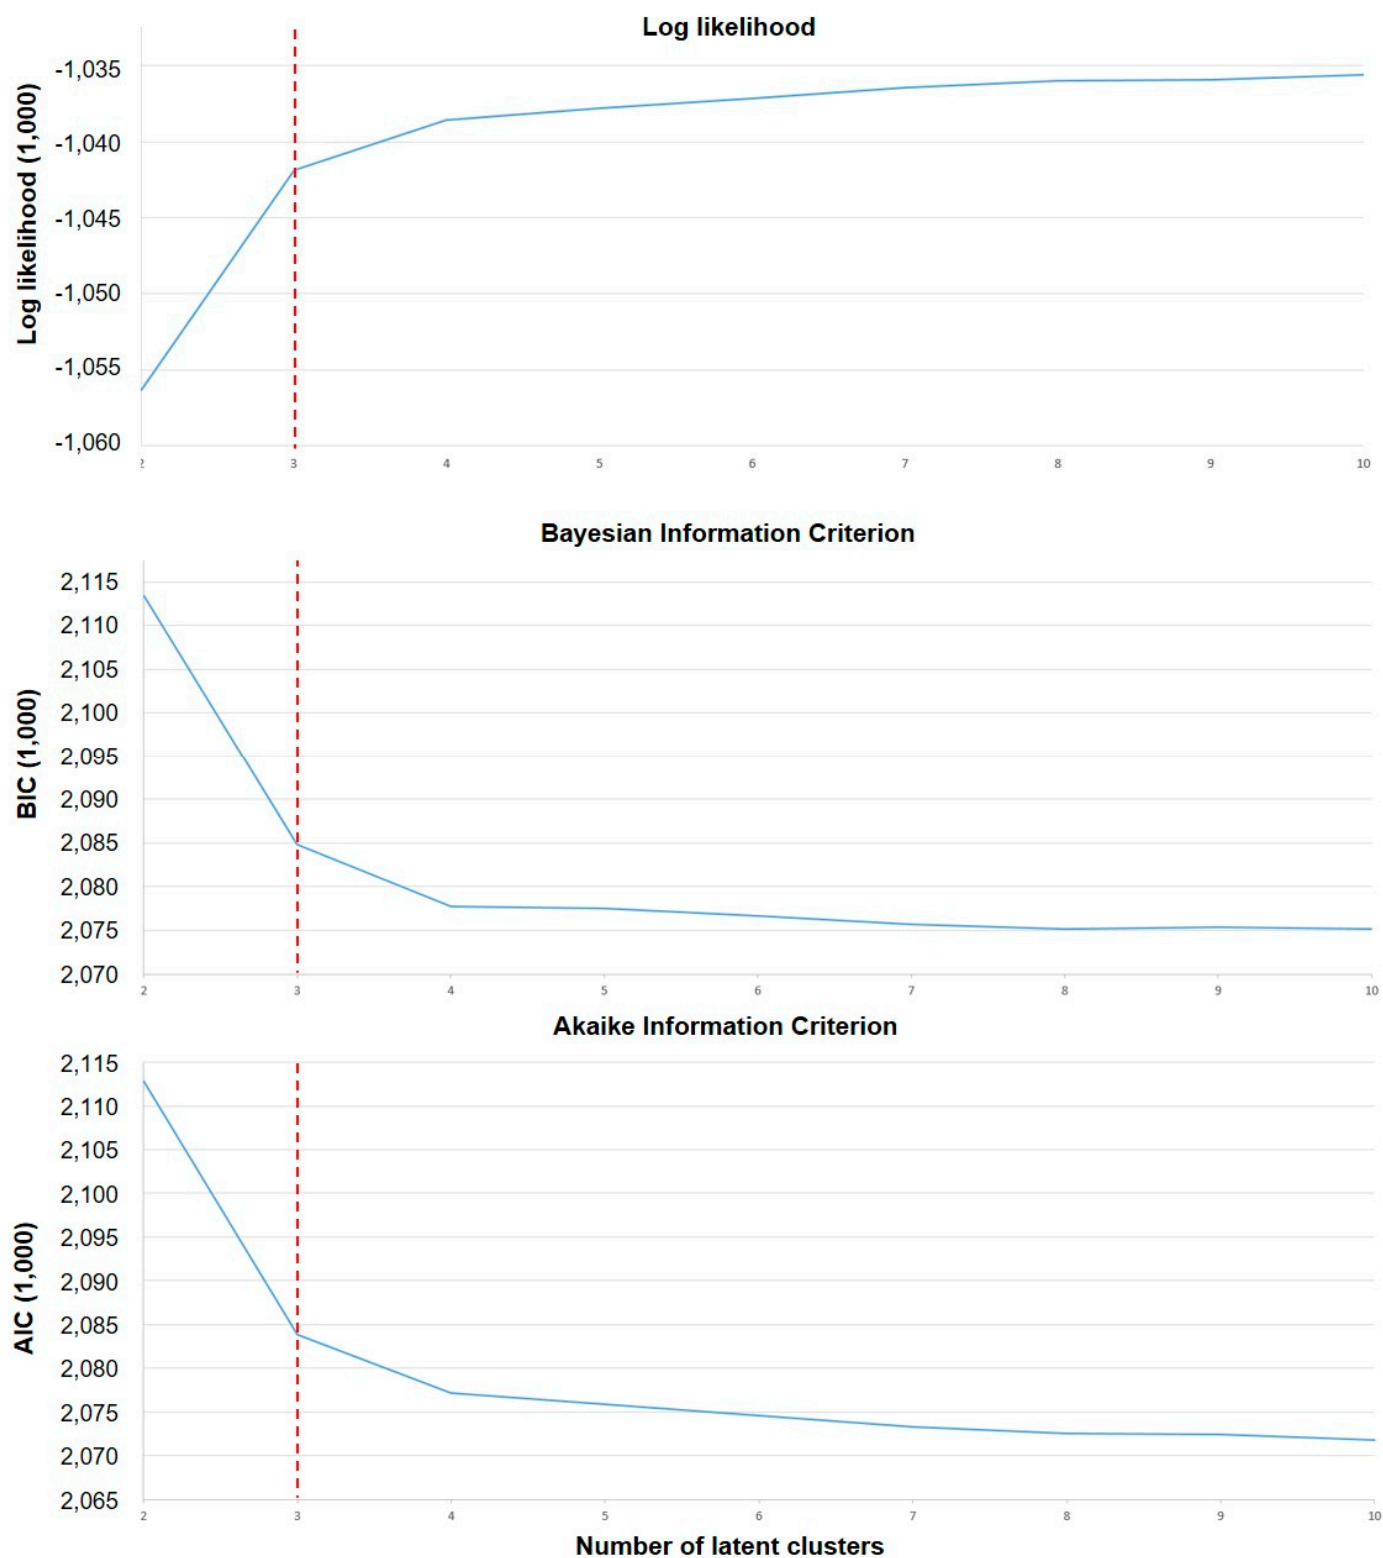 Log likelihood
Log likelihood (1,000)
-1,035
-1,040
-1,045
-1,050
-1,055
-1,060
2 3 4 5 6 7 8 9 10
Bayesian Information Criterion
BIC (1,000)
2,115
2,110
2,105
2,100
2,095
2,090
2,085
2,080
2,075
2,070
2 3 4 5 6 7 8 9 10
Akaike Information Criterion
AIC (1,000)
2,115
2,110
2,105
2,100
2,095
2,090
2,085
2,080
2,075
2,070
2,065
2 3 4 5 6 7 8 9 10
Number of latent clusters